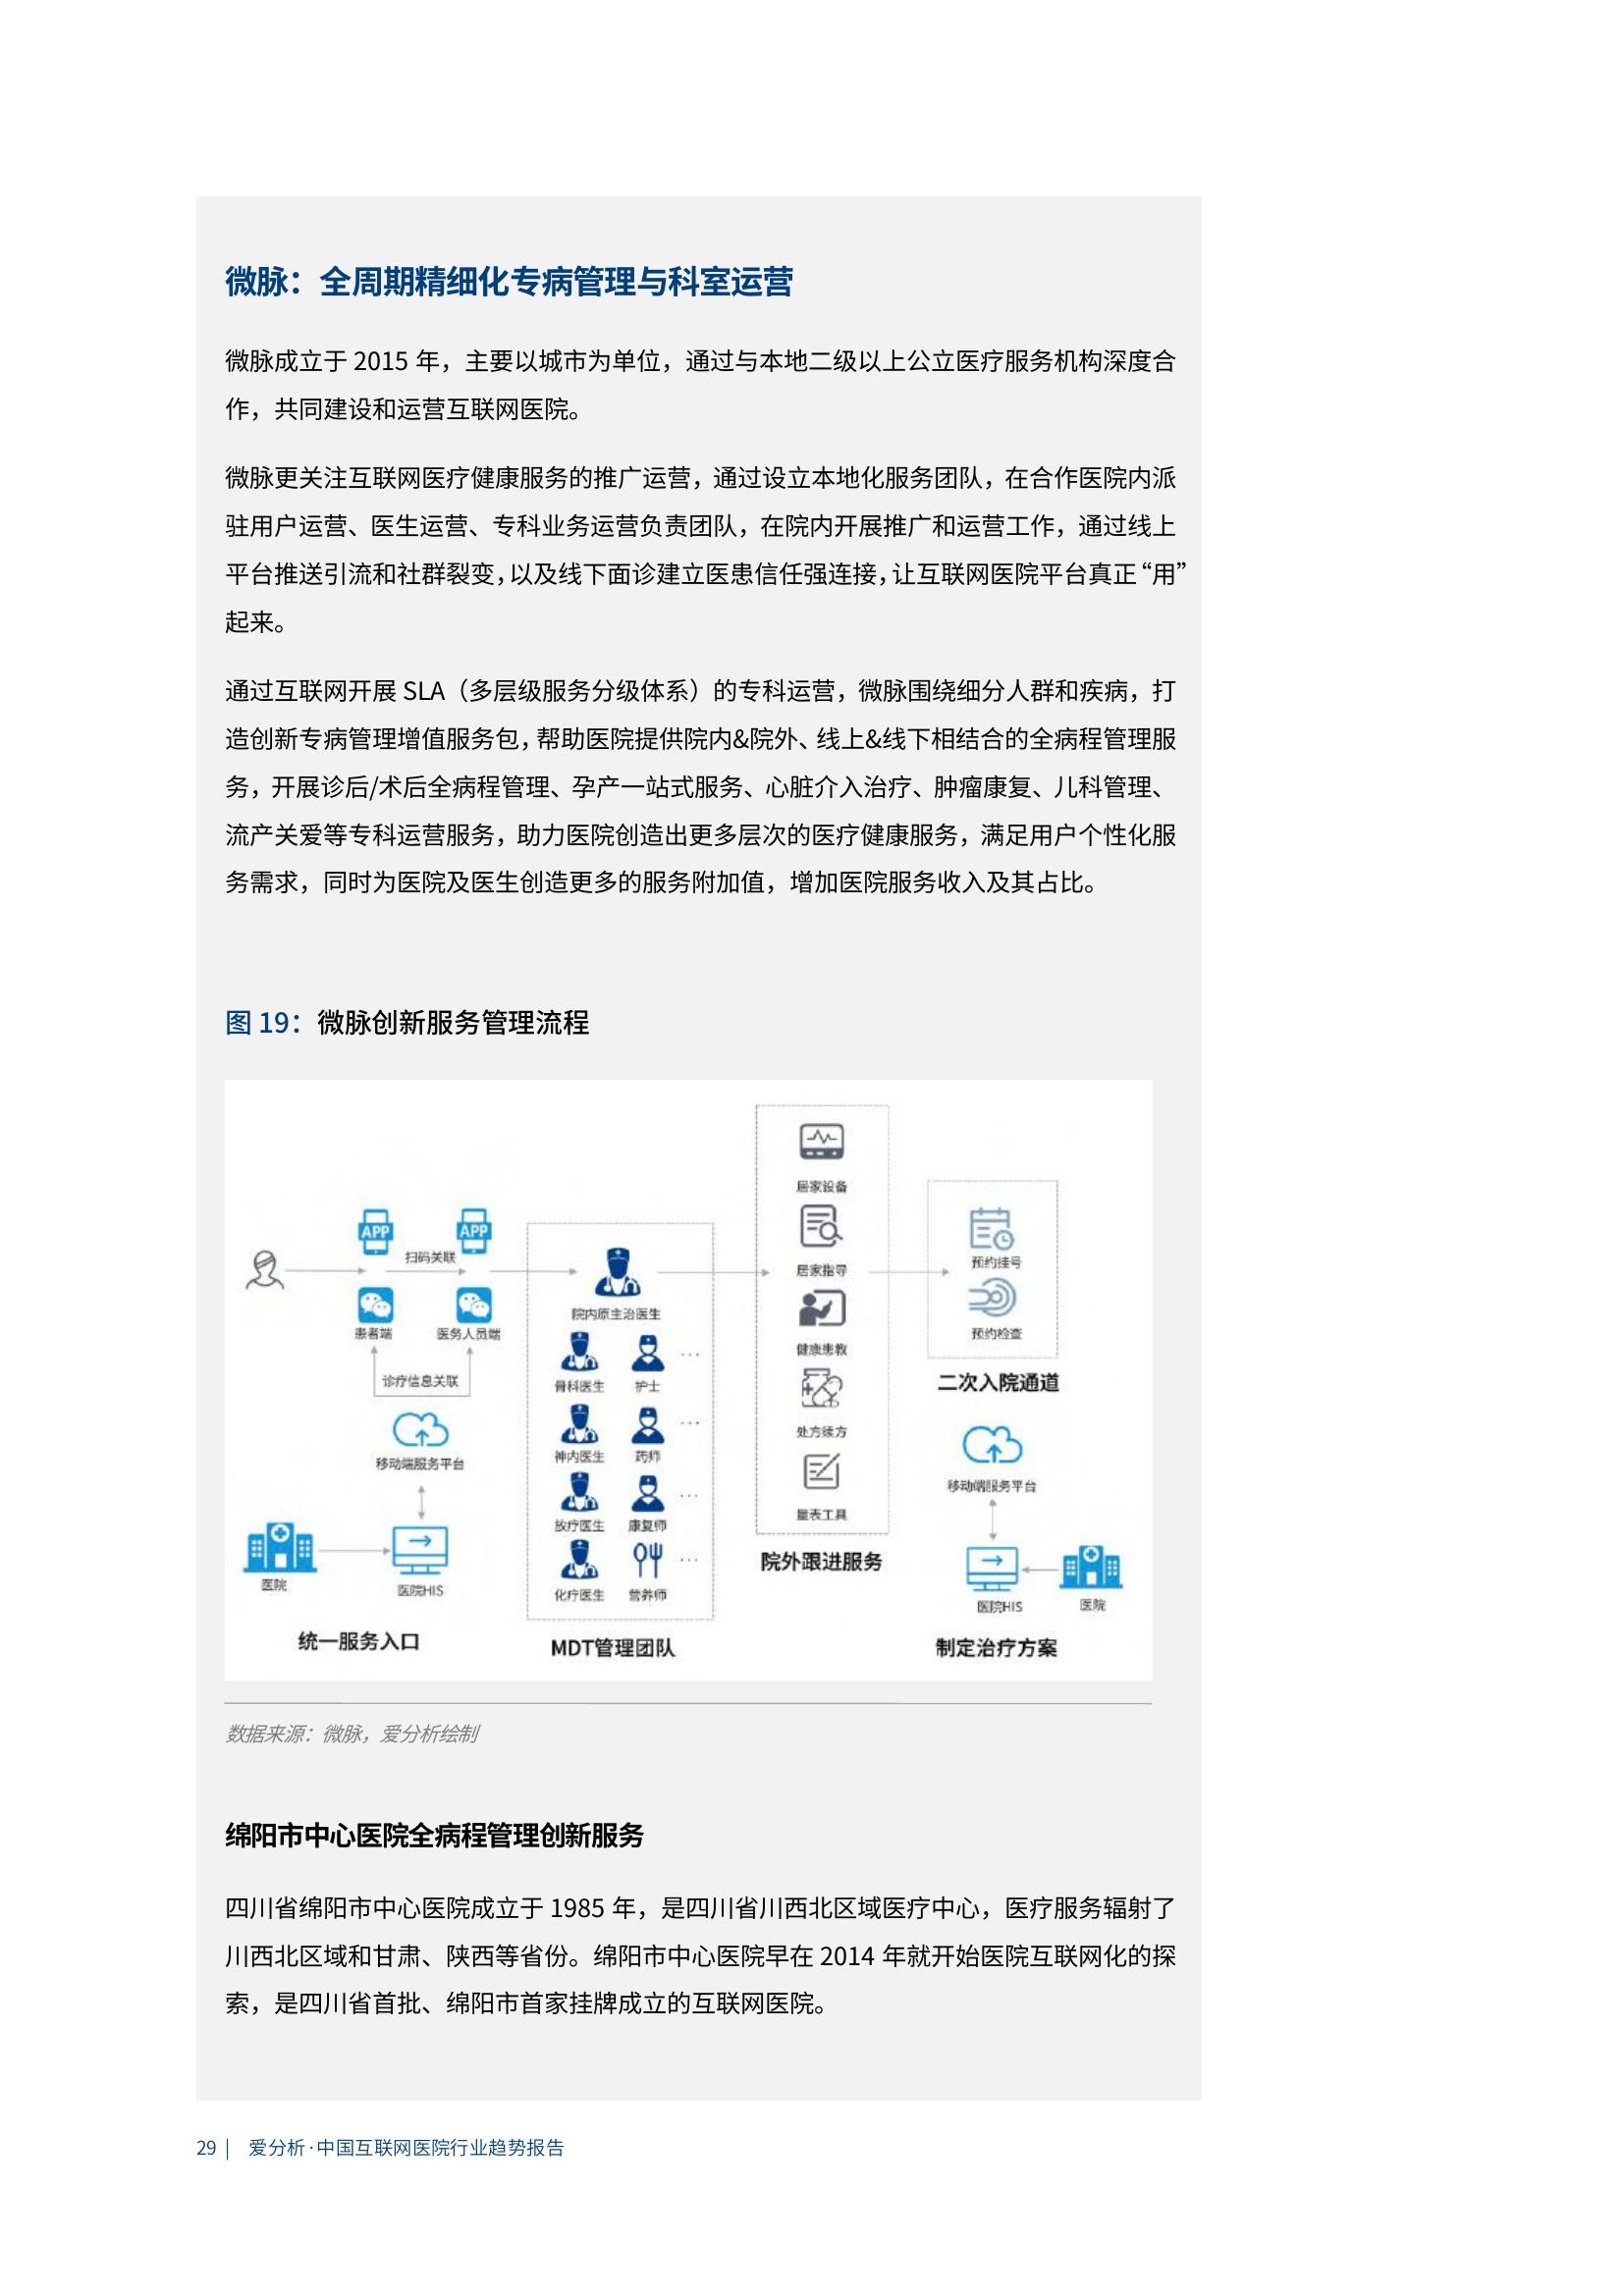 微脉：全周期精细化专病管理与科室运营
微脉成立于 2015 年，主要以城市为单位，通过与本地二级以上公立医疗服务机构深度合
作，共同建设和运营互联网医院。
微脉更关注互联网医疗健康服务的推广运营，通过设立本地化服务团队，在合作医院内派
驻用户运营、医生运营、专科业务运营负责团队，在院内开展推广和运营工作，通过线上
平台推送引流和社群裂变，以及线下面诊建立医患信任强连接，让互联网医院平台真正“用”
起来。
通过互联网开展 SLA（多层级服务分级体系）的专科运营，微脉围绕细分人群和疾病，打
造创新专病管理增值服务包，帮助医院提供院内&院外、线上&线下相结合的全病程管理服
务，开展诊后/术后全病程管理、孕产一站式服务、心脏介入治疗、肿瘤康复、儿科管理、
流产关爱等专科运营服务，助力医院创造出更多层次的医疗健康服务，满足用户个性化服
务需求，同时为医院及医生创造更多的服务附加值，增加医院服务收入及其占比。
图 19：微脉创新服务管理流程
APP
APP
扫码关联
患者端
医务人员端
诊疗信息关联
移动端服务平台
医院
医院HIS
统一服务入口
院内原主治医生
骨科医生
护士
...
神内医生
药师
...
放疗医生
康复师
...
化疗医生
营养师
...
MDT管理团队
居家设备
居家指导
健康患教
处方续方
量表工具
院外跟进服务
预约挂号
预约检查
二次入院通道
移动端服务平台
医院HIS
医院
制定治疗方案
数据来源：微脉，爱分析绘制
绵阳市中心医院全病程管理创新服务
四川省绵阳市中心医院成立于 1985 年，是四川省川西北区域医疗中心，医疗服务辐射了
川西北区域和甘肃、陕西等省份。绵阳市中心医院早在 2014 年就开始医院互联网化的探
索，是四川省首批、绵阳市首家挂牌成立的互联网医院。
29 | 爱分析·中国互联网医院行业趋势报告